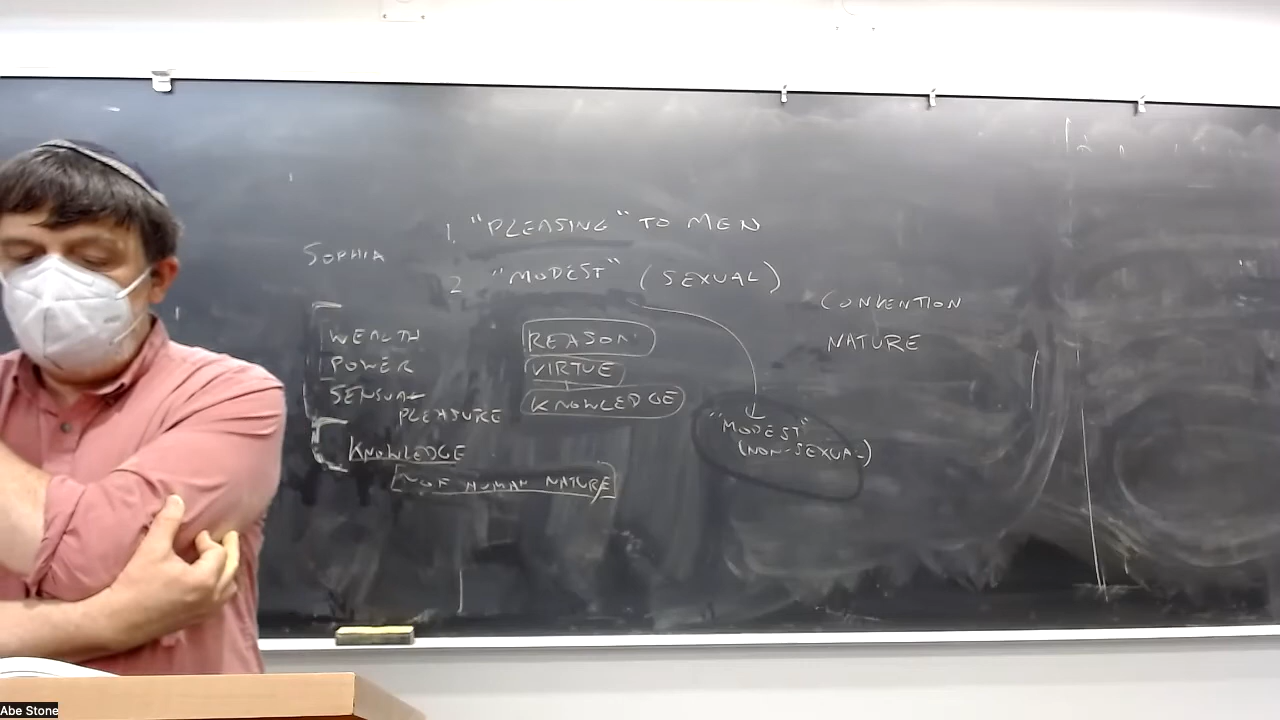 1. "PLEASING" TO MEN
SOPHIA
2 "MODEST" (SEXUAL)
CONVENTION
NATURE
WEALTH
POWER
SENSUAL
PLEASURE
KNOWLEDGE
OF HUMAN NATURE
REASON
VIRTUE
KNOWLEDGE
"MODEST"
(NON-SEXUAL)
Abe Stone